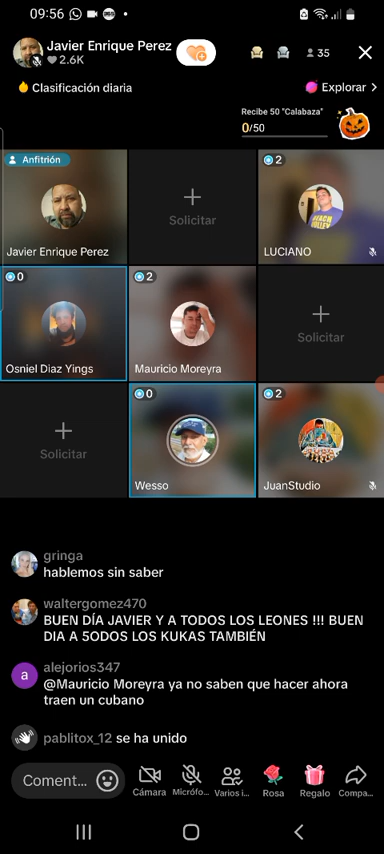 09:56
Javier Enrique Perez
2.6K
35
Clasificación diaria
Explorar
Recibe 50 "Calabaza"
0/50
Anfitrión
Javier Enrique Perez
Solicitar
2
LUCIANO
0
Osniel Diaz Yings
2
Mauricio Moreyra
Solicitar
Solicitar
0
Wesso
2
JuanStudio
gringa
hablemos sin saber
waltergomez470
BUEN DÍA JAVIER Y A TODOS LOS LEONES !!! BUEN
DIA A 5ODOS LOS KUKAS TAMBIÉN
a
alejorios347
@Mauricio Moreyra ya no saben que hacer ahora
traen un cubano
pablitox_12 se ha unido
Coment...
Cámara
Micrófo...
Varios i...
Rosa
Regalo
Compa...